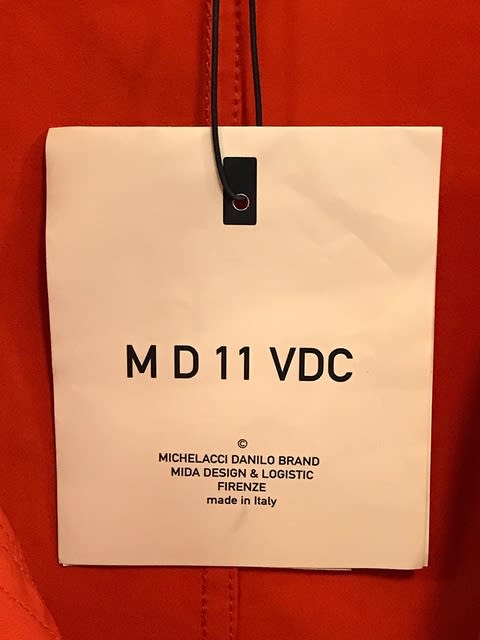 M D 11 VDC
©
MICHELACCI DANILO BRAND
MIDA DESIGN & LOGISTIC
FIRENZE
made in Italy